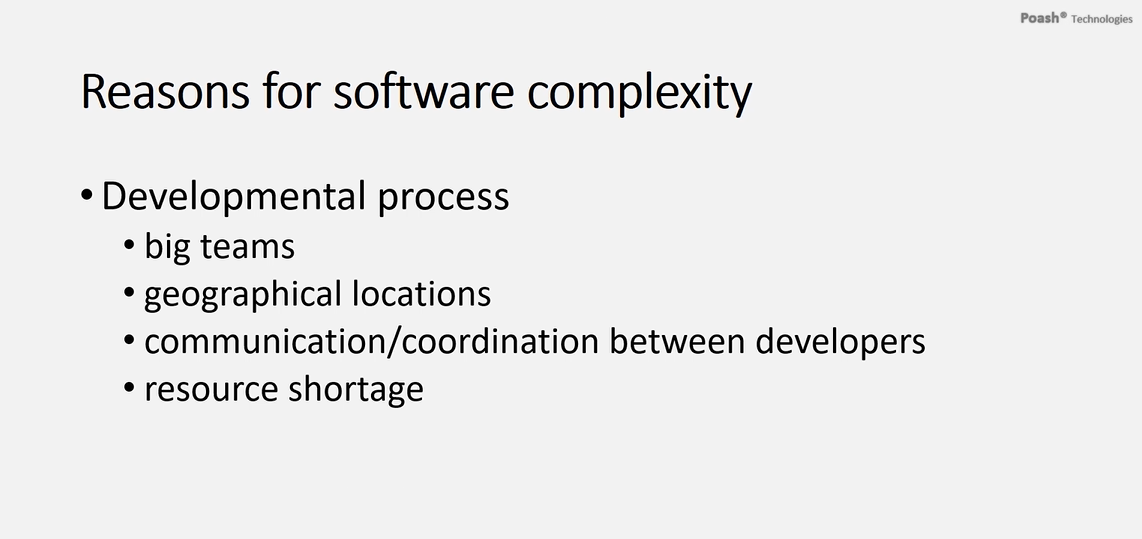 Poash® Technologies
Reasons for software complexity
• Developmental process
• big teams
• geographical locations
• communication/coordination between developers
• resource shortage